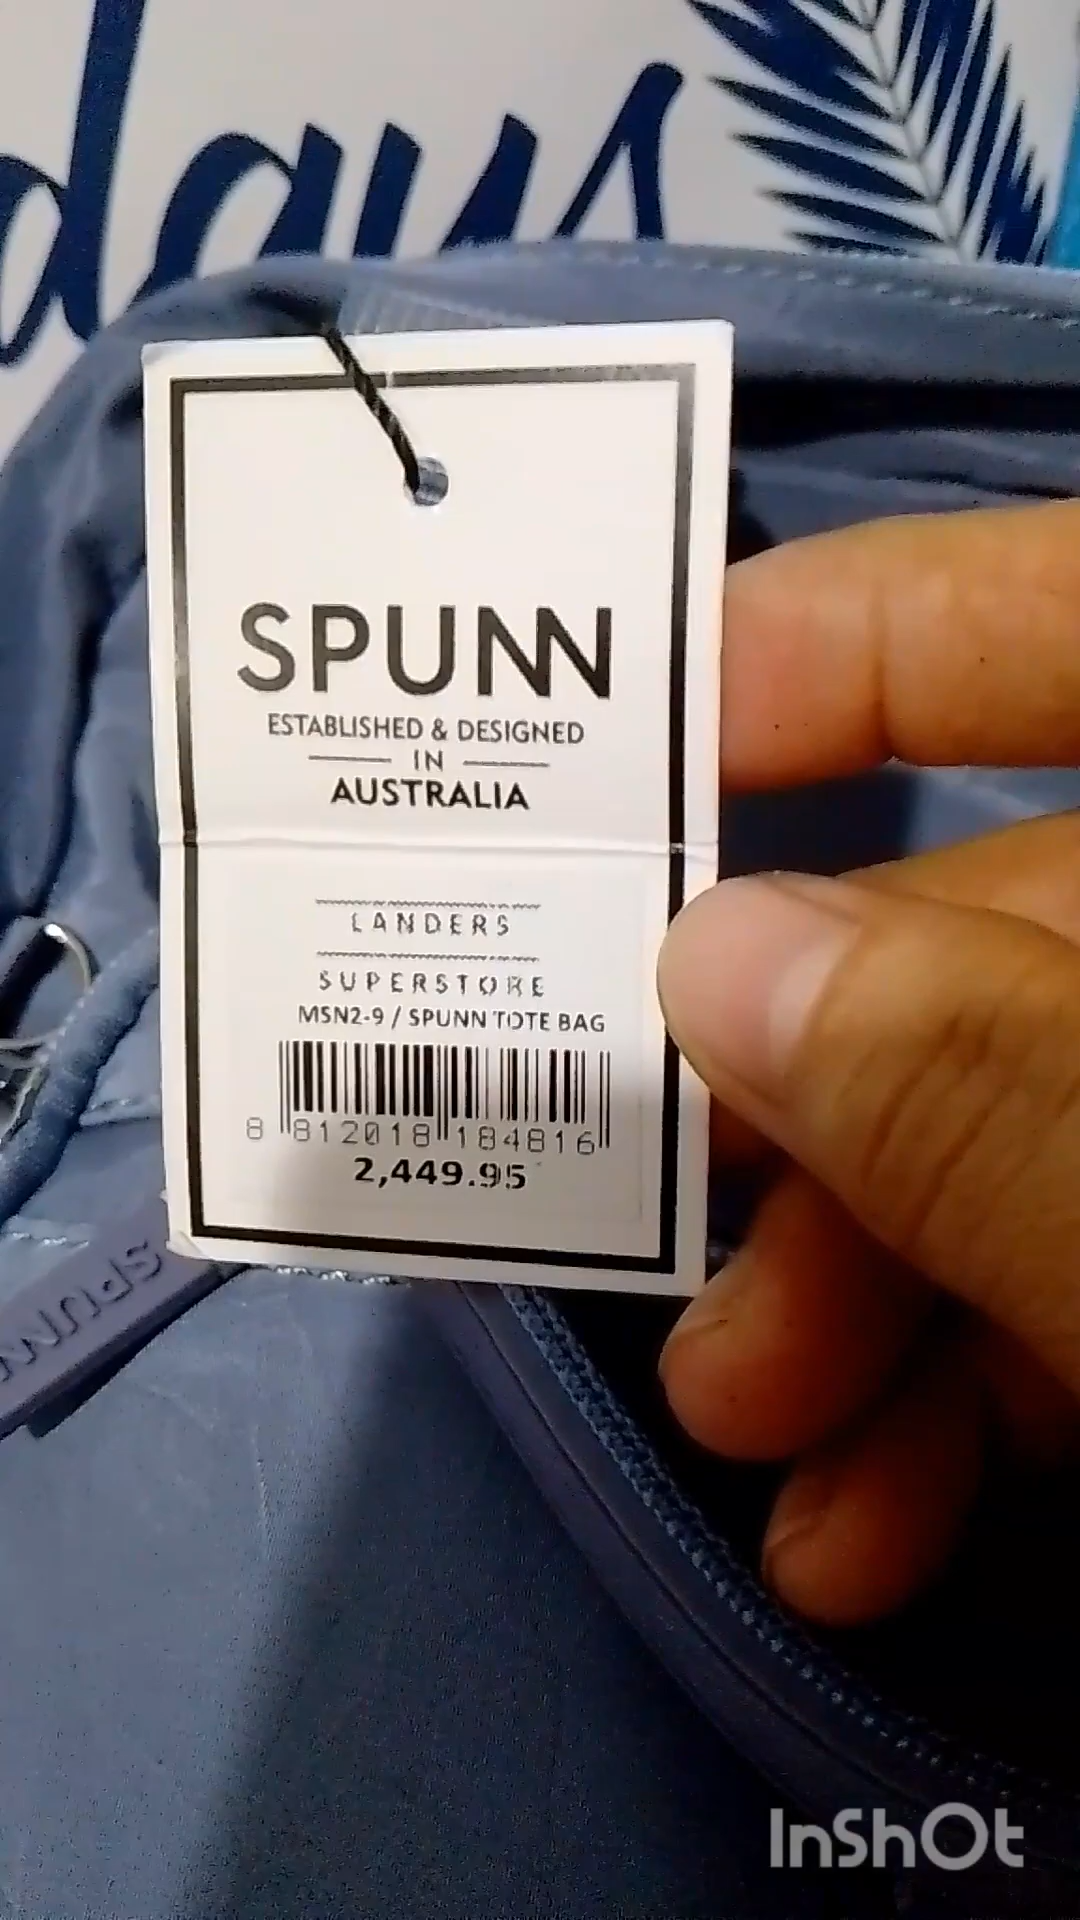 days
SPUNN
ESTABLISHED & DESIGNED
IN
AUSTRALIA
LANDERS
SUPERSTORE
MSN2-9 / SPUNN TOTE BAG
8 812018 184816
2,449.95
SPUNN
InShOt